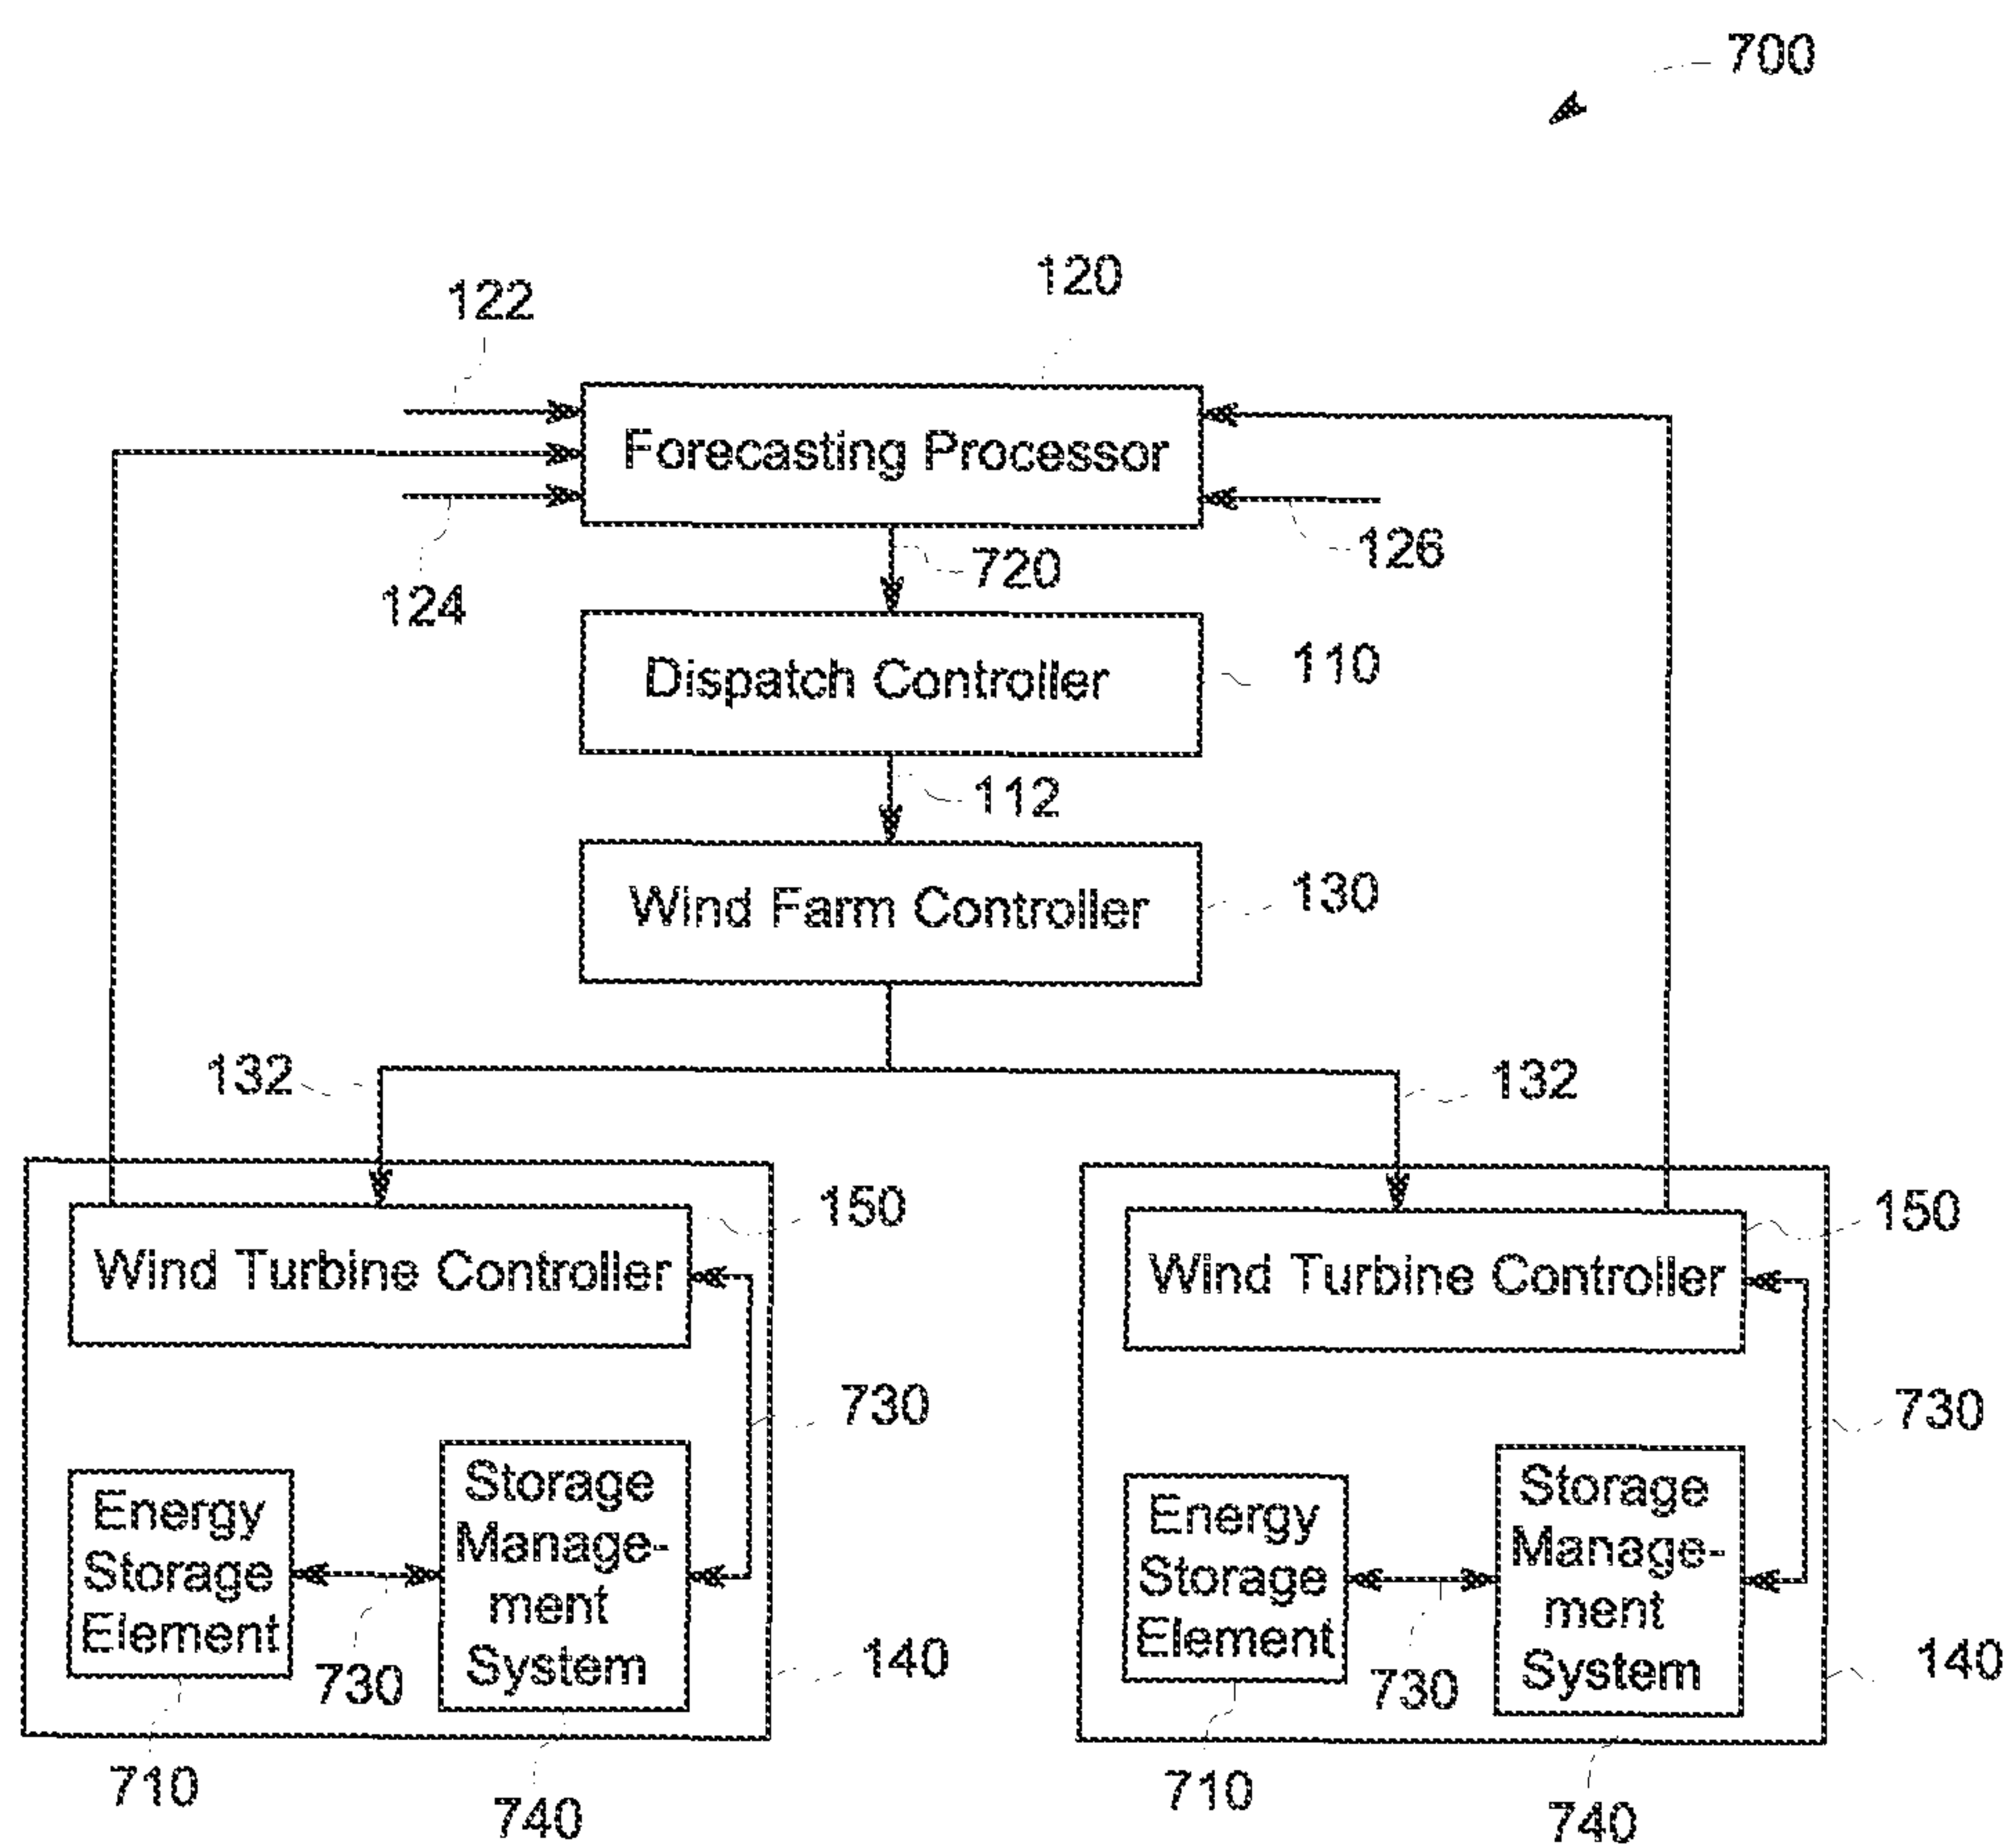 700
120
122
Forecasting Processor
126
720
124
110
Dispatch Controller
112
130
Wind Farm Controller
132
132
150
150
Wind Turbine Controller
Wind Turbine Controller
730
730
Energy
Storage
Element
Storage
Manage-
ment
System
Energy
Storage
Element
Storage
Manage-
ment
System
730
140
730
140
710
740
710
740